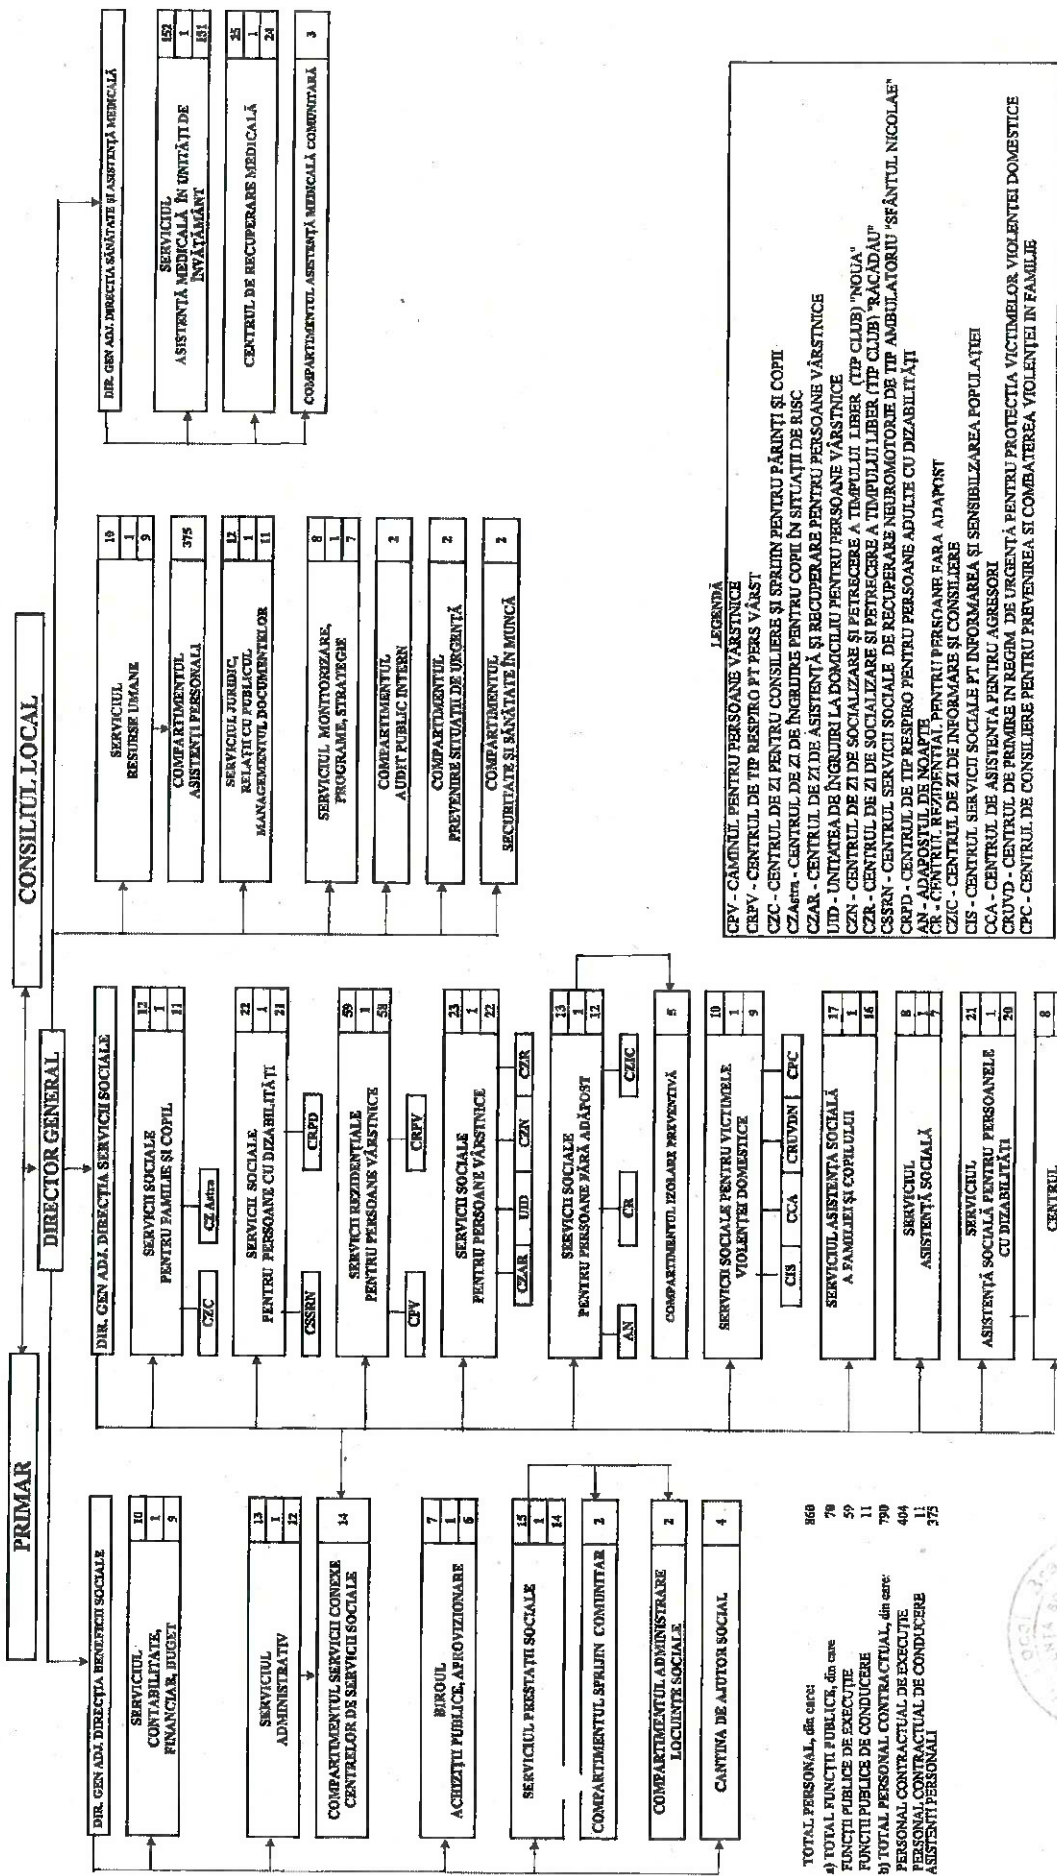 PRIMAR
CONSILIUL LOCAL
DIRECTOR GENERAL
DIR. GEN ADJ. DIRECȚIA BENEFICII SOCIALE
SERVICIUL
CONTABILITATE,
FINANCIAR, BUGET
10
1
9
SERVICIUL
ADMINISTRATIV
13
1
12
COMPARTIMENTUL SERVICII CONEXE
CENTRELOR DE SERVICII SOCIALE
14
BIROUL
ACHIZIȚII PUBLICE, APROVIZIONARE
7
1
6
SERVICIUL PRESTAȚII SOCIALE
15
1
14
COMPARTIMENTUL SPRIJIN COMUNITAR
2
COMPARTIMENTUL ADMINISTRARE
LOCUINȚE SOCIALE
2
CANTINA DE AJUTOR SOCIAL
4
TOTAL PERSONAL, din care: 860
a) TOTAL FUNCȚII PUBLICE, din care 70
FUNCȚII PUBLICE DE EXECUȚIE 59
FUNCȚII PUBLICE DE CONDUCERE 11
b) TOTAL PERSONAL CONTRACTUAL, din care: 790
PERSONAL CONTRACTUAL DE EXECUȚIE 404
PERSONAL CONTRACTUAL DE CONDUCERE 11
ASISTENȚI PERSONALI 375
DIR. GEN ADJ. DIRECȚIA SERVICII SOCIALE
SERVICII SOCIALE
PENTRU FAMILIE ȘI COPIL
12
1
11
CZC
CZ Astra
SERVICII SOCIALE
PENTRU PERSOANE CU DIZABILITĂȚI
22
1
21
CSSRN
CRPD
SERVICII REZIDENȚIALE
PENTRU PERSOANE VÂRSTNICE
59
1
58
CPV
CRPV
SERVICII SOCIALE
PENTRU PERSOANE VÂRSTNICE
23
1
22
CZAR
UID
CZN
CZR
SERVICII SOCIALE
PENTRU PERSOANE FĂRĂ ADĂPOST
13
1
12
AN
CR
CZIC
COMPARTIMENTUL IZOLARE PREVENTIVĂ
5
SERVICII SOCIALE PENTRU VICTIMELE
VIOLENȚEI DOMESTICE
10
1
9
CIS
CCA
CRUVDN
CPC
SERVICIUL ASISTENȚA SOCIALĂ
A FAMILIEI ȘI COPILULUI
17
1
16
SERVICIUL
ASISTENȚĂ SOCIALĂ
8
1
7
SERVICIUL
ASISTENȚĂ SOCIALĂ PENTRU PERSOANELE
CU DIZABILITĂȚI
21
1
20
CENTRUL
8
SERVICIUL
RESURSE UMANE
10
1
9
COMPARTIMENTUL
ASISTENȚI PERSONALI
375
SERVICIUL JURIDIC,
RELAȚII CU PUBLICUL
MANAGEMENTUL DOCUMENTELOR
12
1
11
SERVICIUL MONITORIZARE,
PROGRAME, STRATEGIE
8
1
7
COMPARTIMENTUL
AUDIT PUBLIC INTERN
2
COMPARTIMENTUL
PREVENIRE SITUAȚII DE URGENȚĂ
2
COMPARTIMENTUL
SECURITATE ȘI SĂNĂTATE ÎN MUNCĂ
2
DIR. GEN ADJ. DIRECȚIA SĂNĂTATE ȘI ASISTENȚĂ MEDICALĂ
SERVICIUL
ASISTENȚĂ MEDICALĂ ÎN UNITĂȚI DE
ÎNVĂȚĂMÂNT
152
1
151
CENTRUL DE RECUPERARE MEDICALĂ
25
1
24
COMPARTIMENTUL ASISTENȚĂ MEDICALĂ COMUNITARĂ
3
LEGENDĂ
CPV - CĂMINUL PENTRU PERSOANE VÂRSTNICE
CRPV - CENTRUL DE TIP RESPIRO PT PERS VÂRST
CZC - CENTRUL DE ZI PENTRU CONSILIERE ȘI SPRIJIN PENTRU PĂRINȚI ȘI COPII
CZAstra - CENTRUL DE ZI DE ÎNGRIJIRE PENTRU COPII ÎN SITUAȚII DE RISC
CZAR - CENTRUL DE ZI DE ASISTENȚĂ ȘI RECUPERARE PENTRU PERSOANE VÂRSTNICE
UID - UNITATEA DE ÎNGRIJIRI LA DOMICILIU PENTRU PERSOANE VÂRSTNICE
CZN - CENTRUL DE ZI DE SOCIALIZARE ȘI PETRECERE A TIMPULUI LIBER (TIP CLUB) "NOUA"
CZR - CENTRUL DE ZI DE SOCIALIZARE SI PETRECERE A TIMPULUI LIBER (TIP CLUB) "RĂCĂDĂU"
CSSRN - CENTRUL SERVICII SOCIALE DE RECUPERARE NEUROMOTORIE DE TIP AMBULATORIU "SFÂNTUL NICOLAE"
CRPD - CENTRUL DE TIP RESPIRO PENTRU PERSOANE ADULTE CU DIZABILITĂȚI
AN - ADAPOSTUL DE NOAPTE
CR - CENTRUL REZIDENȚIAL PENTRU PERSOANE FARA ADAPOST
CZIC - CENTRUL DE ZI DE INFORMARE ȘI CONSILIERE
CIS - CENTRUL SERVICII SOCIALE PT INFORMAREA ȘI SENSIBILZAREA POPULAȚIEI
CCA - CENTRUL DE ASISTENȚA PENTRU AGRESORI
CRUVD - CENTRUL DE PRIMIRE IN REGIM DE URGENȚĂ PENTRU PROTECȚIA VICTIMELOR VIOLENȚEI DOMESTICE
CPC - CENTRUL DE CONSILIERE PENTRU PREVENIREA SI COMBATEREA VIOLENȚEI IN FAMILIE